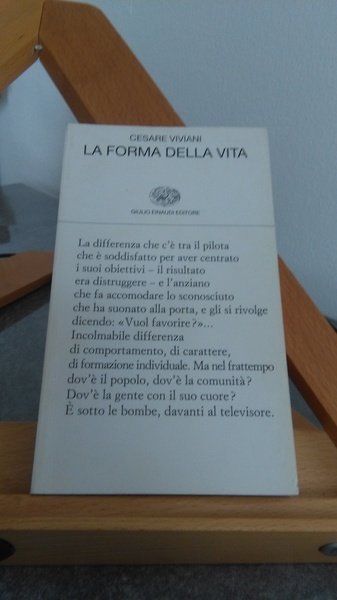 CESARE VIVIANI
LA FORMA DELLA VITA
GIULIO EINAUDI EDITORE
La differenza che c'è tra il pilota
che è soddisfatto per aver centrato
i suoi obiettivi – il risultato
era distruggere – e l'anziano
che fa accomodare lo sconosciuto
che ha suonato alla porta, e gli si rivolge
dicendo: «Vuol favorire?»...
Incolmabile differenza
di comportamento, di carattere,
di formazione individuale. Ma nel frattempo
dov'è il popolo, dov'è la comunità?
Dov'è la gente con il suo cuore?
È sotto le bombe, davanti al televisore.